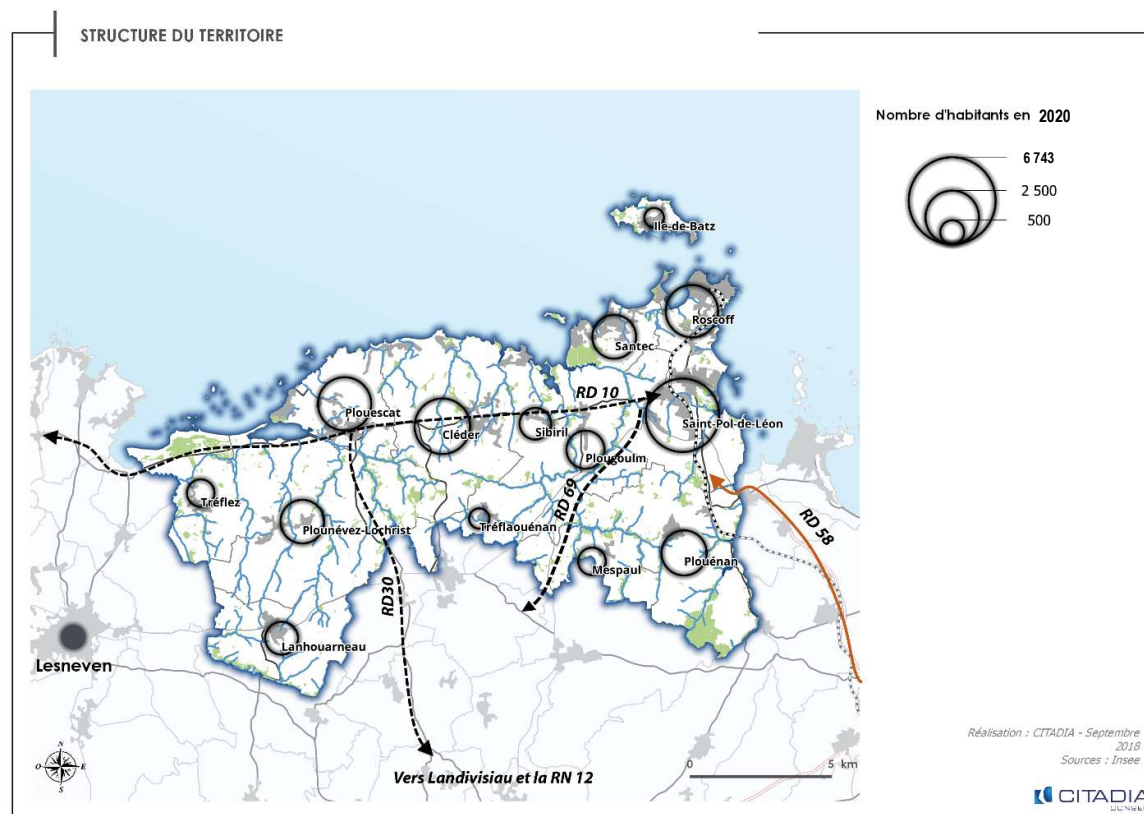 STRUCTURE DU TERRITOIRE
Nombre d'habitants en 2020
6 743
2 500
500
Ile-de-Batz
Roscoff
Santec
RD 10
Plouescat
Cléder
Sibiril
Saint-Pol-de-Léon
Plougoulm
RD 69
Tréflez
Plounévez-Lochrist
Tréflaouénan
RD 58
Mespaul
Plouénan
RD30
Lanhouarneau
Lesneven
N
O
E
S
Vers Landivisiau et la RN 12
0
5 km
Réalisation : CITADIA - Septembre
2018
Sources : Insee
CITADIA
CONSEIL